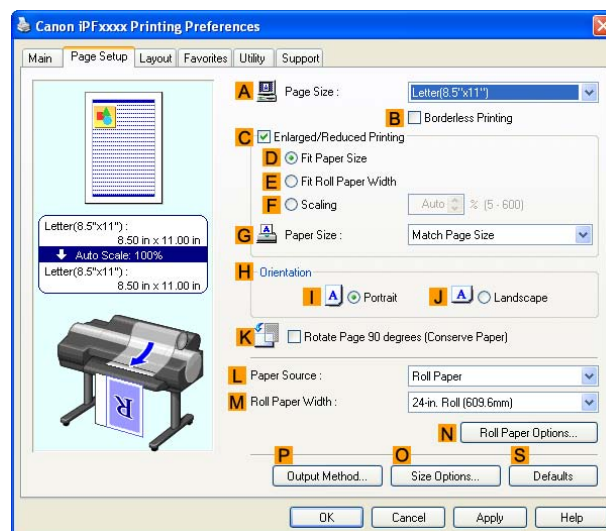 Canon iPFxxxx Printing Preferences
Main Page Setup Layout Favorites Utility Support
A Page Size : Letter(8.5"x11")
B Borderless Printing
C Enlarged/Reduced Printing
D Fit Paper Size
E Fit Roll Paper Width
F Scaling Auto % (5 - 600)
G Paper Size : Match Page Size
Letter(8.5"x11") :
8.50 in x 11.00 in
Auto Scale: 100%
Letter(8.5"x11") :
8.50 in x 11.00 in
H Orientation
I A Portrait J A Landscape
K Rotate Page 90 degrees (Conserve Paper)
L Paper Source : Roll Paper
M Roll Paper Width : 24-in. Roll (609.6mm)
N Roll Paper Options...
R
P O S
Output Method... Size Options... Defaults
OK Cancel Apply Help